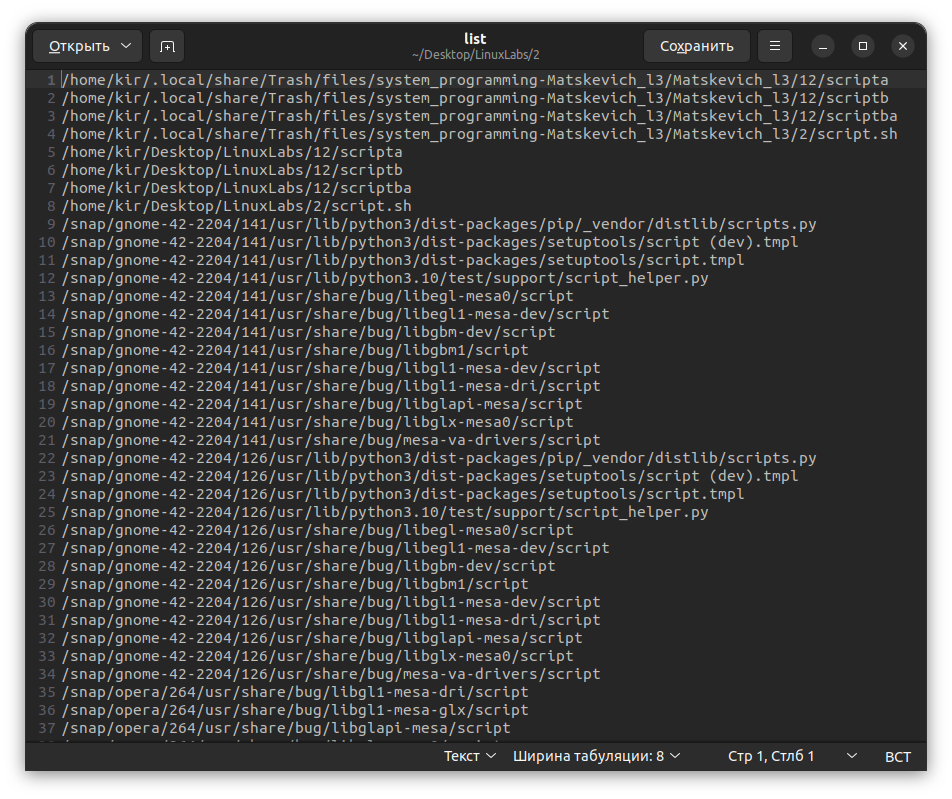 Открыть
list
~/Desktop/LinuxLabs/2
Сохранить
1 /home/kir/.local/share/Trash/files/system_programming-Matskevich_l3/Matskevich_l3/12/scripta
2 /home/kir/.local/share/Trash/files/system_programming-Matskevich_l3/Matskevich_l3/12/scriptb
3 /home/kir/.local/share/Trash/files/system_programming-Matskevich_l3/Matskevich_l3/12/scriptba
4 /home/kir/.local/share/Trash/files/system_programming-Matskevich_l3/Matskevich_l3/2/script.sh
5 /home/kir/Desktop/LinuxLabs/12/scripta
6 /home/kir/Desktop/LinuxLabs/12/scriptb
7 /home/kir/Desktop/LinuxLabs/12/scriptba
8 /home/kir/Desktop/LinuxLabs/2/script.sh
9 /snap/gnome-42-2204/141/usr/lib/python3/dist-packages/pip/_vendor/distlib/scripts.py
10 /snap/gnome-42-2204/141/usr/lib/python3/dist-packages/setuptools/script (dev).tmpl
11 /snap/gnome-42-2204/141/usr/lib/python3/dist-packages/setuptools/script.tmpl
12 /snap/gnome-42-2204/141/usr/lib/python3.10/test/support/script_helper.py
13 /snap/gnome-42-2204/141/usr/share/bug/libegl-mesa0/script
14 /snap/gnome-42-2204/141/usr/share/bug/libegl1-mesa-dev/script
15 /snap/gnome-42-2204/141/usr/share/bug/libgbm-dev/script
16 /snap/gnome-42-2204/141/usr/share/bug/libgbm1/script
17 /snap/gnome-42-2204/141/usr/share/bug/libgl1-mesa-dev/script
18 /snap/gnome-42-2204/141/usr/share/bug/libgl1-mesa-dri/script
19 /snap/gnome-42-2204/141/usr/share/bug/libglapi-mesa/script
20 /snap/gnome-42-2204/141/usr/share/bug/libglx-mesa0/script
21 /snap/gnome-42-2204/141/usr/share/bug/mesa-va-drivers/script
22 /snap/gnome-42-2204/126/usr/lib/python3/dist-packages/pip/_vendor/distlib/scripts.py
23 /snap/gnome-42-2204/126/usr/lib/python3/dist-packages/setuptools/script (dev).tmpl
24 /snap/gnome-42-2204/126/usr/lib/python3/dist-packages/setuptools/script.tmpl
25 /snap/gnome-42-2204/126/usr/lib/python3.10/test/support/script_helper.py
26 /snap/gnome-42-2204/126/usr/share/bug/libegl-mesa0/script
27 /snap/gnome-42-2204/126/usr/share/bug/libegl1-mesa-dev/script
28 /snap/gnome-42-2204/126/usr/share/bug/libgbm-dev/script
29 /snap/gnome-42-2204/126/usr/share/bug/libgbm1/script
30 /snap/gnome-42-2204/126/usr/share/bug/libgl1-mesa-dev/script
31 /snap/gnome-42-2204/126/usr/share/bug/libgl1-mesa-dri/script
32 /snap/gnome-42-2204/126/usr/share/bug/libglapi-mesa/script
33 /snap/gnome-42-2204/126/usr/share/bug/libglx-mesa0/script
34 /snap/gnome-42-2204/126/usr/share/bug/mesa-va-drivers/script
35 /snap/opera/264/usr/share/bug/libgl1-mesa-dri/script
36 /snap/opera/264/usr/share/bug/libgl1-mesa-glx/script
37 /snap/opera/264/usr/share/bug/libglapi-mesa/script
Текст Ширина табуляции: 8 Стр 1, Стлб 1 ВСТ